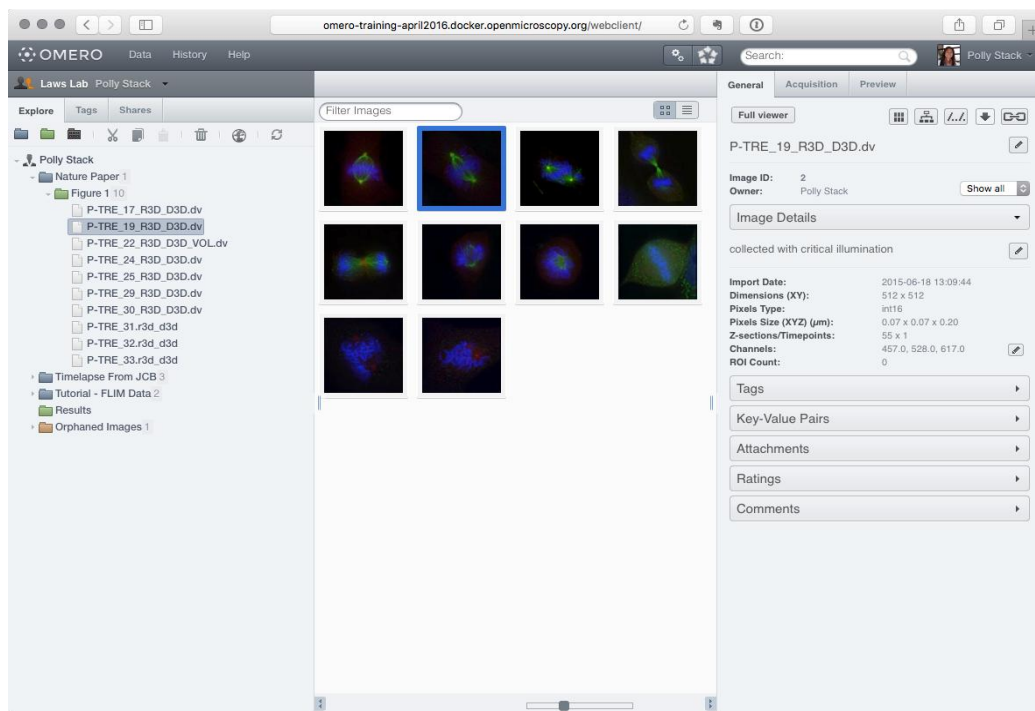 omero-training-april2016.docker.openmicroscopy.org/webclient/
OMERO Data History Help Search: Polly Stack
Laws Lab Polly Stack
Explore Tags Shares
Polly Stack
Nature Paper 1
Figure 1 10
P-TRE_17_R3D_D3D.dv
P-TRE_19_R3D_D3D.dv
P-TRE_22_R3D_D3D_VOL.dv
P-TRE_24_R3D_D3D.dv
P-TRE_25_R3D_D3D.dv
P-TRE_29_R3D_D3D.dv
P-TRE_30_R3D_D3D.dv
P-TRE_31.r3d_d3d
P-TRE_32.r3d_d3d
P-TRE_33.r3d_d3d
Timelapse From JCB 3
Tutorial - FLIM Data 2
Results
Orphaned Images 1
Filter Images
General Acquisition Preview
Full viewer
P-TRE_19_R3D_D3D.dv
Image ID: 2
Owner: Polly Stack
Show all
Image Details
collected with critical illumination
Import Date: 2015-06-18 13:09:44
Dimensions (XY): 512 x 512
Pixels Type: int16
Pixels Size (XYZ) (µm): 0.07 x 0.07 x 0.20
Z-sections/Timepoints: 55 x 1
Channels: 457.0, 528.0, 617.0
ROI Count: 0
Tags
Key-Value Pairs
Attachments
Ratings
Comments